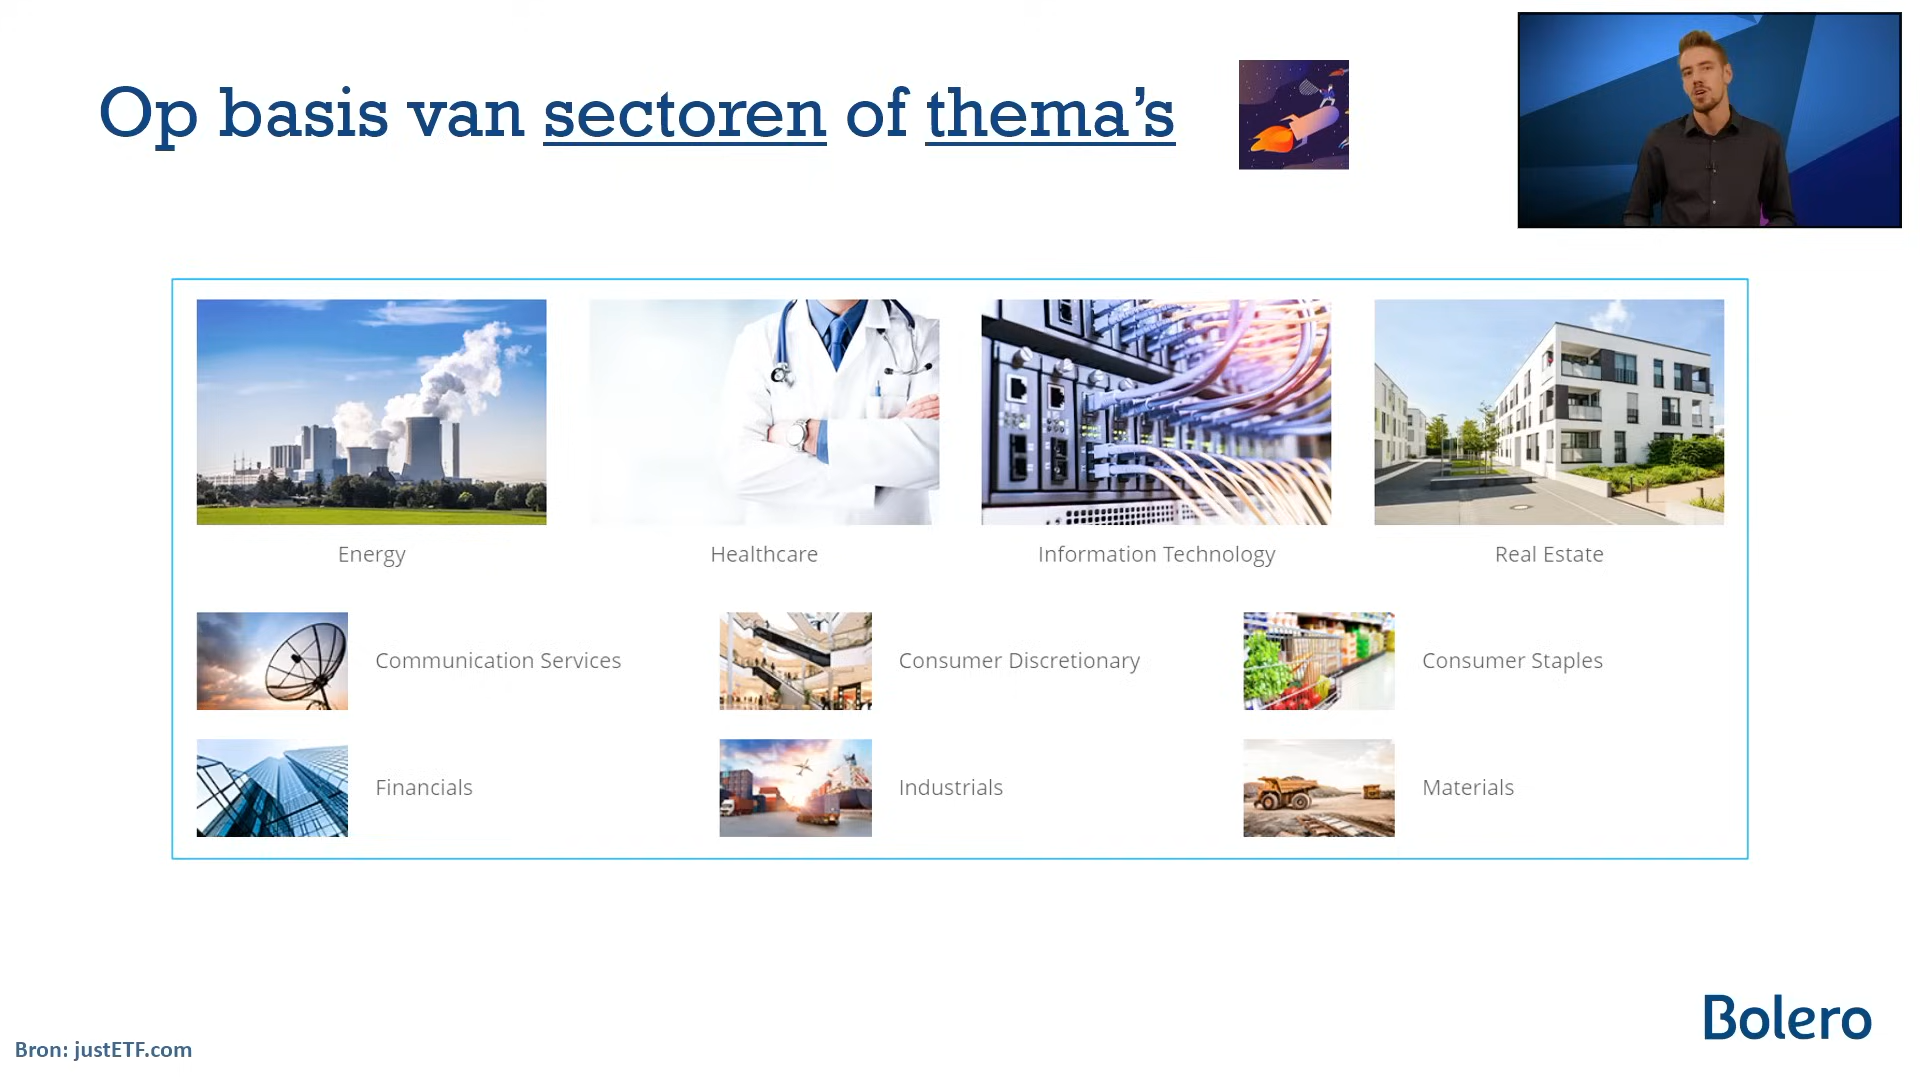 Op basis van sectoren of thema's
Energy
Healthcare
Information Technology
Real Estate
Communication Services
Consumer Discretionary
Consumer Staples
Financials
Industrials
Materials
Bolero
Bron: justETF.com